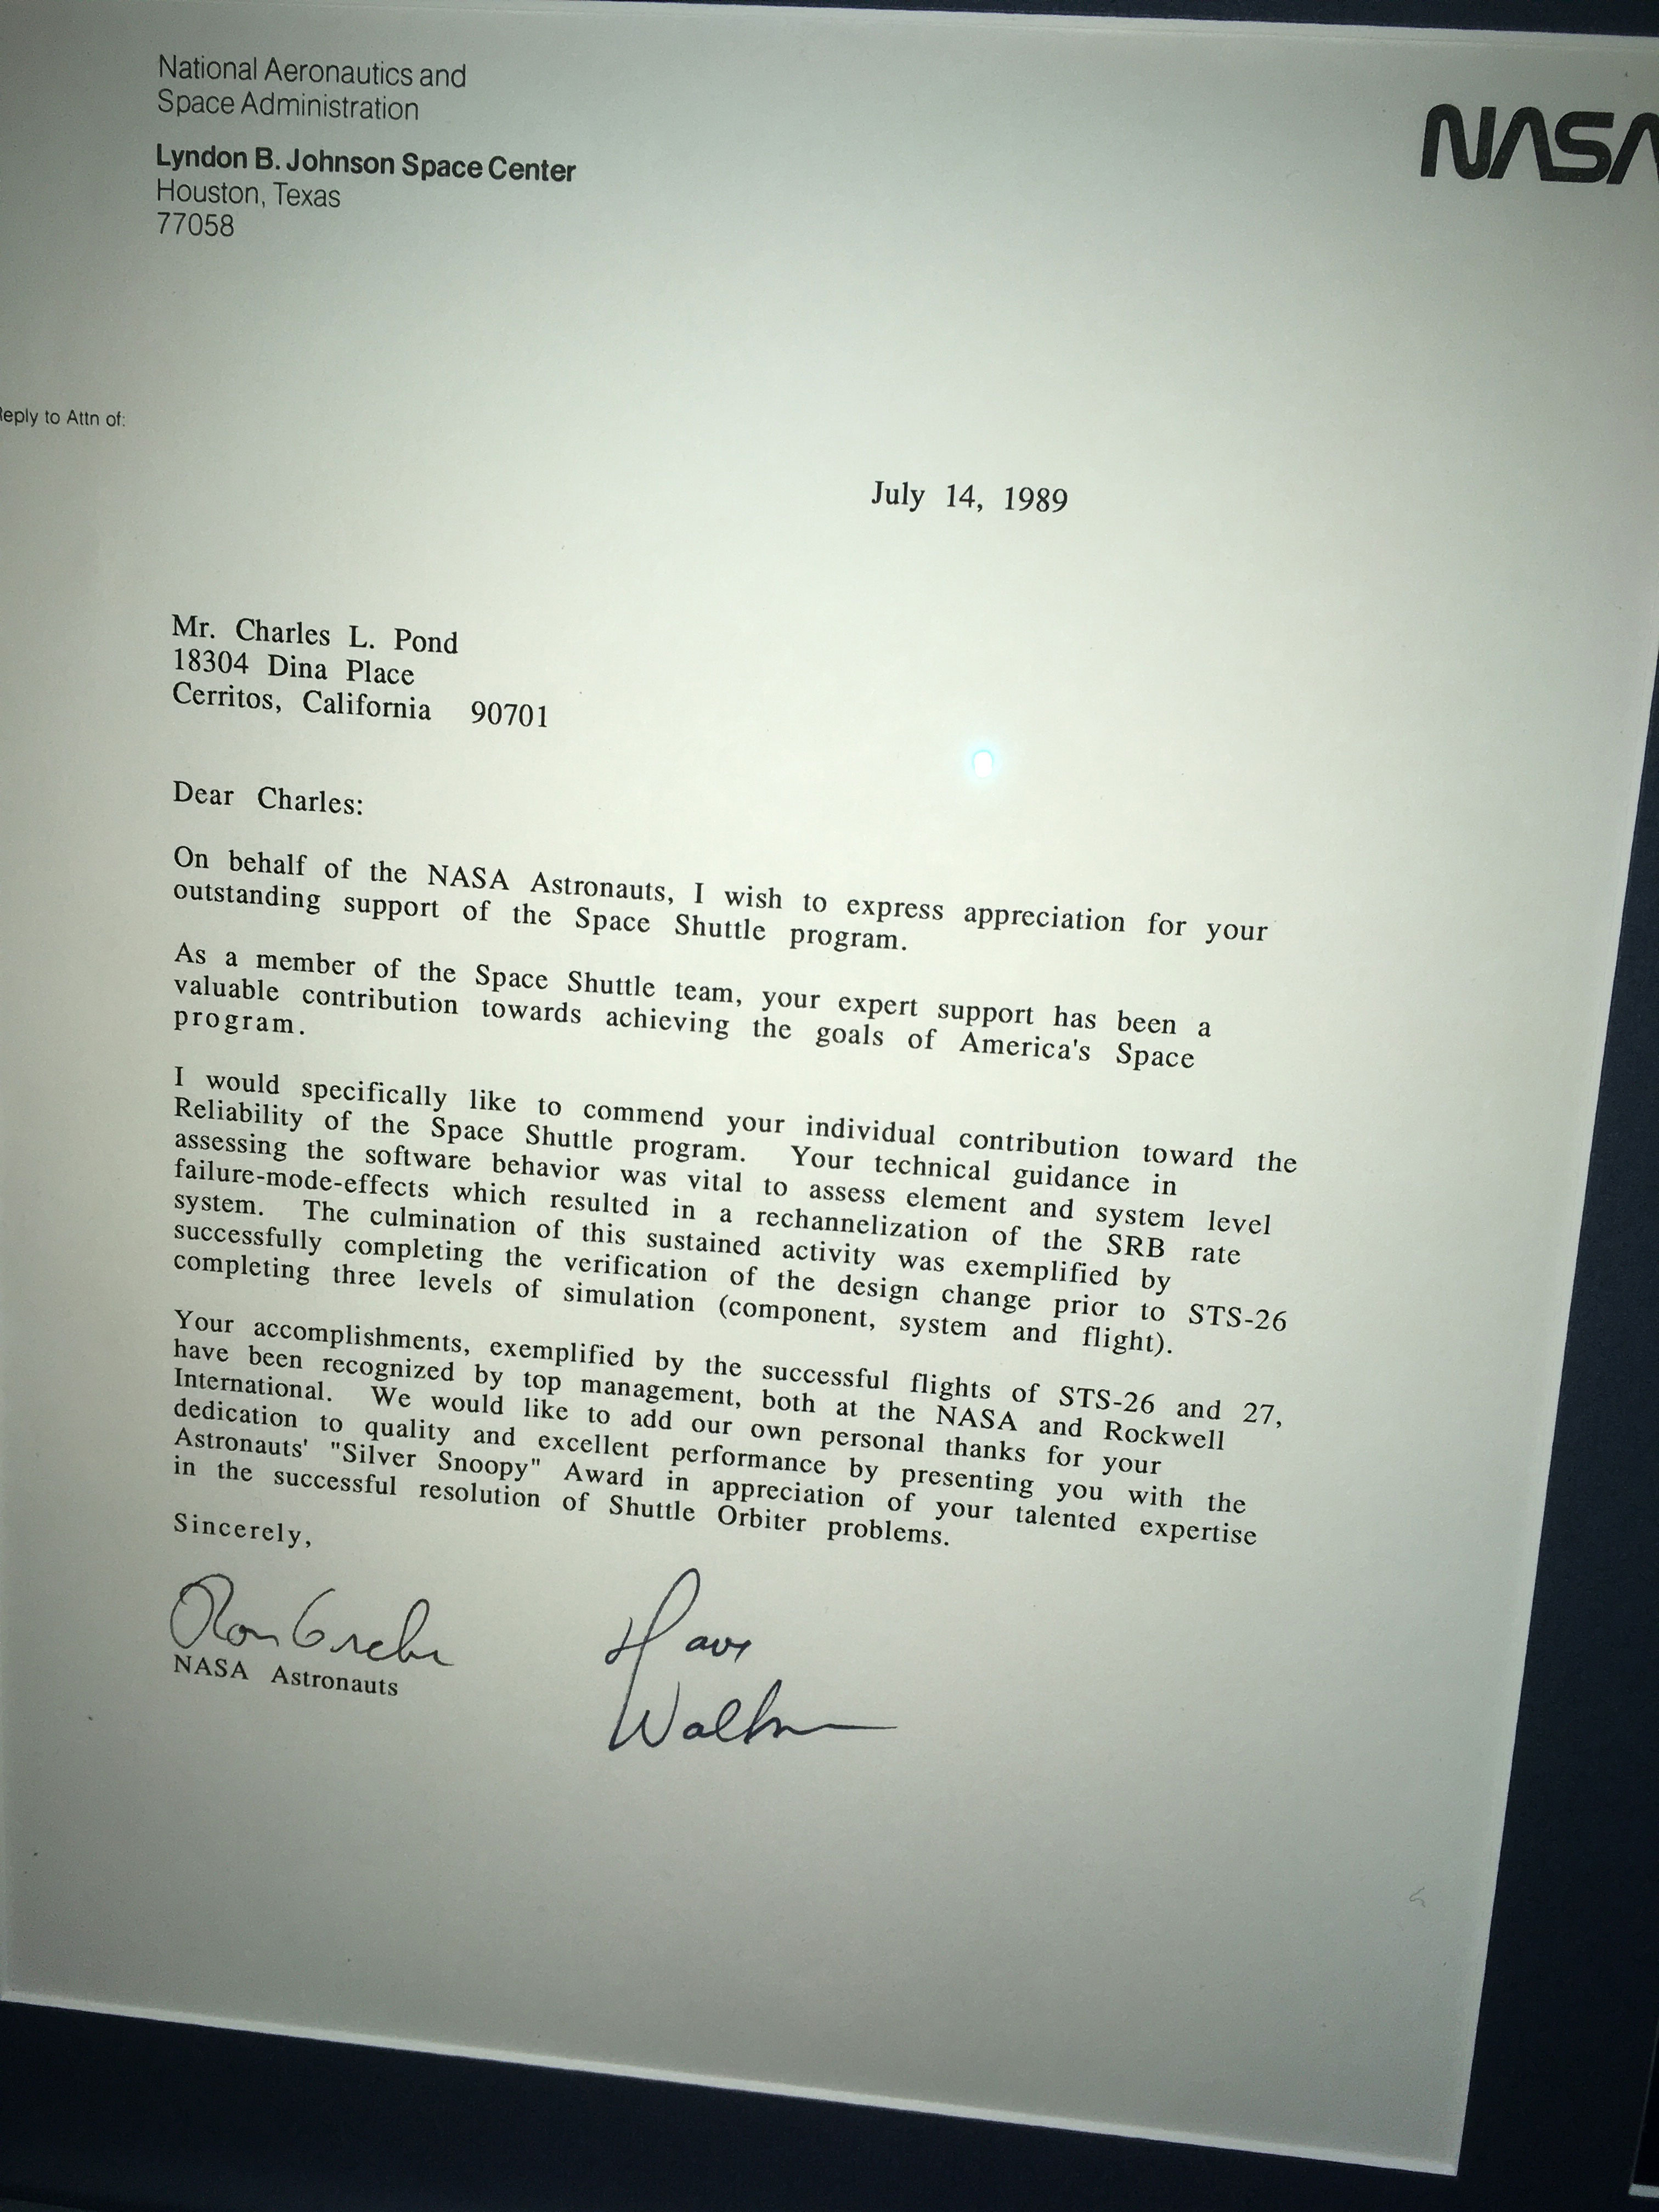 National Aeronautics and
Space Administration
Lyndon B. Johnson Space Center
Houston, Texas
77058
NASA
Reply to Attn of:
July 14, 1989
Mr. Charles L. Pond
18304 Dina Place
Cerritos, California 90701
Dear Charles:
On behalf of the NASA Astronauts, I wish to express appreciation for your
outstanding support of the Space Shuttle program.
As a member of the Space Shuttle team, your expert support has been a
valuable contribution towards achieving the goals of America's Space
program.
I would specifically like to commend your individual contribution toward the
Reliability of the Space Shuttle program. Your technical guidance in
assessing the software behavior was vital to assess element and system level
failure-mode-effects which resulted in a rechannelization of the SRB rate
system. The culmination of this sustained activity was exemplified by
successfully completing the verification of the design change prior to STS-26
completing three levels of simulation (component, system and flight).
Your accomplishments, exemplified by the successful flights of STS-26 and 27,
have been recognized by top management, both at the NASA and Rockwell
International. We would like to add our own personal thanks for your
dedication to quality and excellent performance by presenting you with the
Astronauts' "Silver Snoopy" Award in appreciation of your talented expertise
in the successful resolution of Shuttle Orbiter problems.
Sincerely,
Ron
Dave
NASA Astronauts
Walker